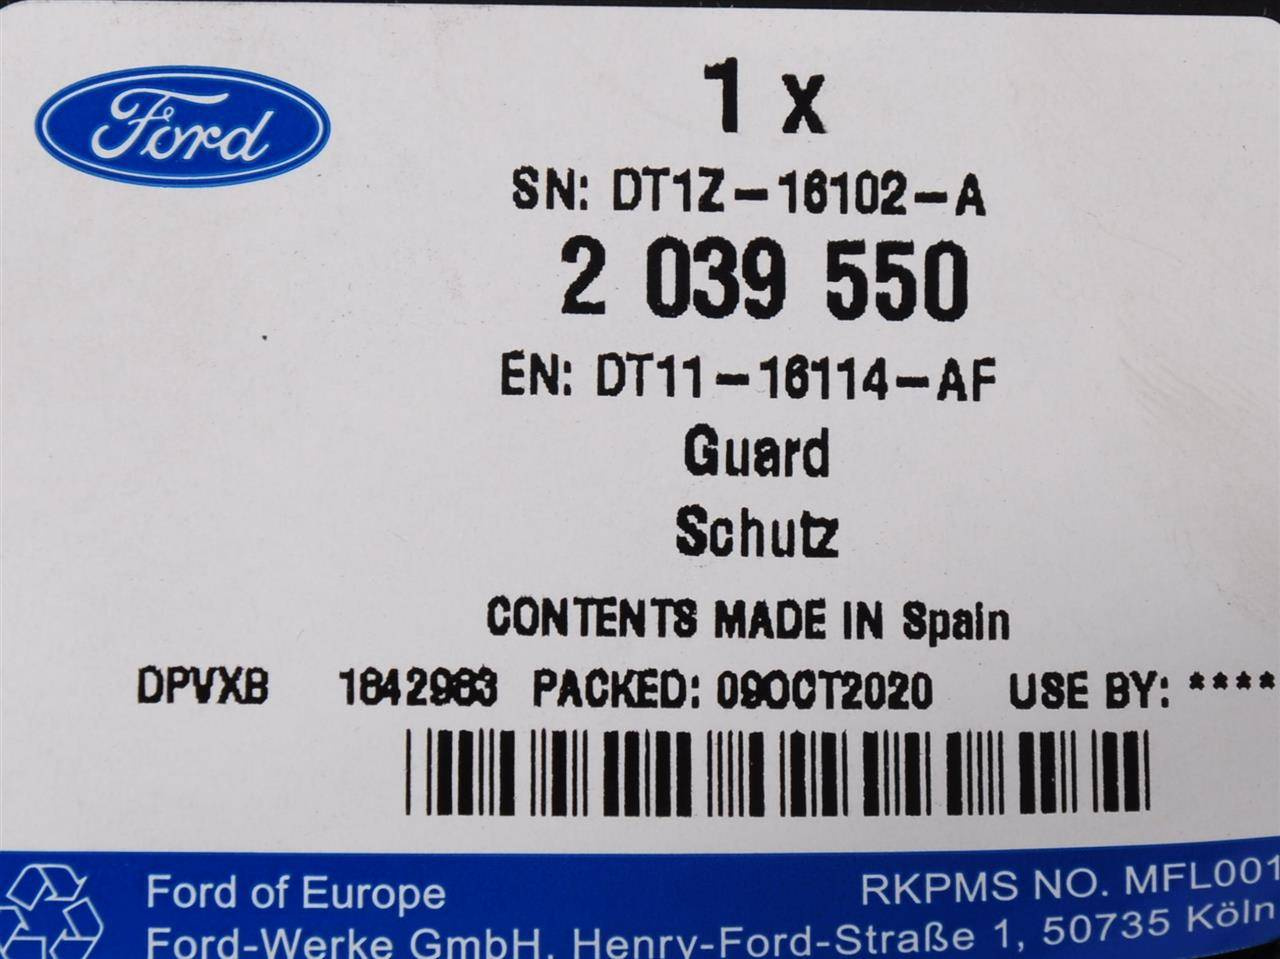 Ford
1 x
SN: DT1Z-16102-A
2 039 550
EN: DT11-16114-AF
Guard
Schutz
CONTENTS MADE IN Spain
DPVXB 1642963 PACKED: 09OCT2020 USE BY: ****
Ford of Europe RKPMS NO. MFL001
Ford-Werke GmbH, Henry-Ford-Straße 1, 50735 Köln